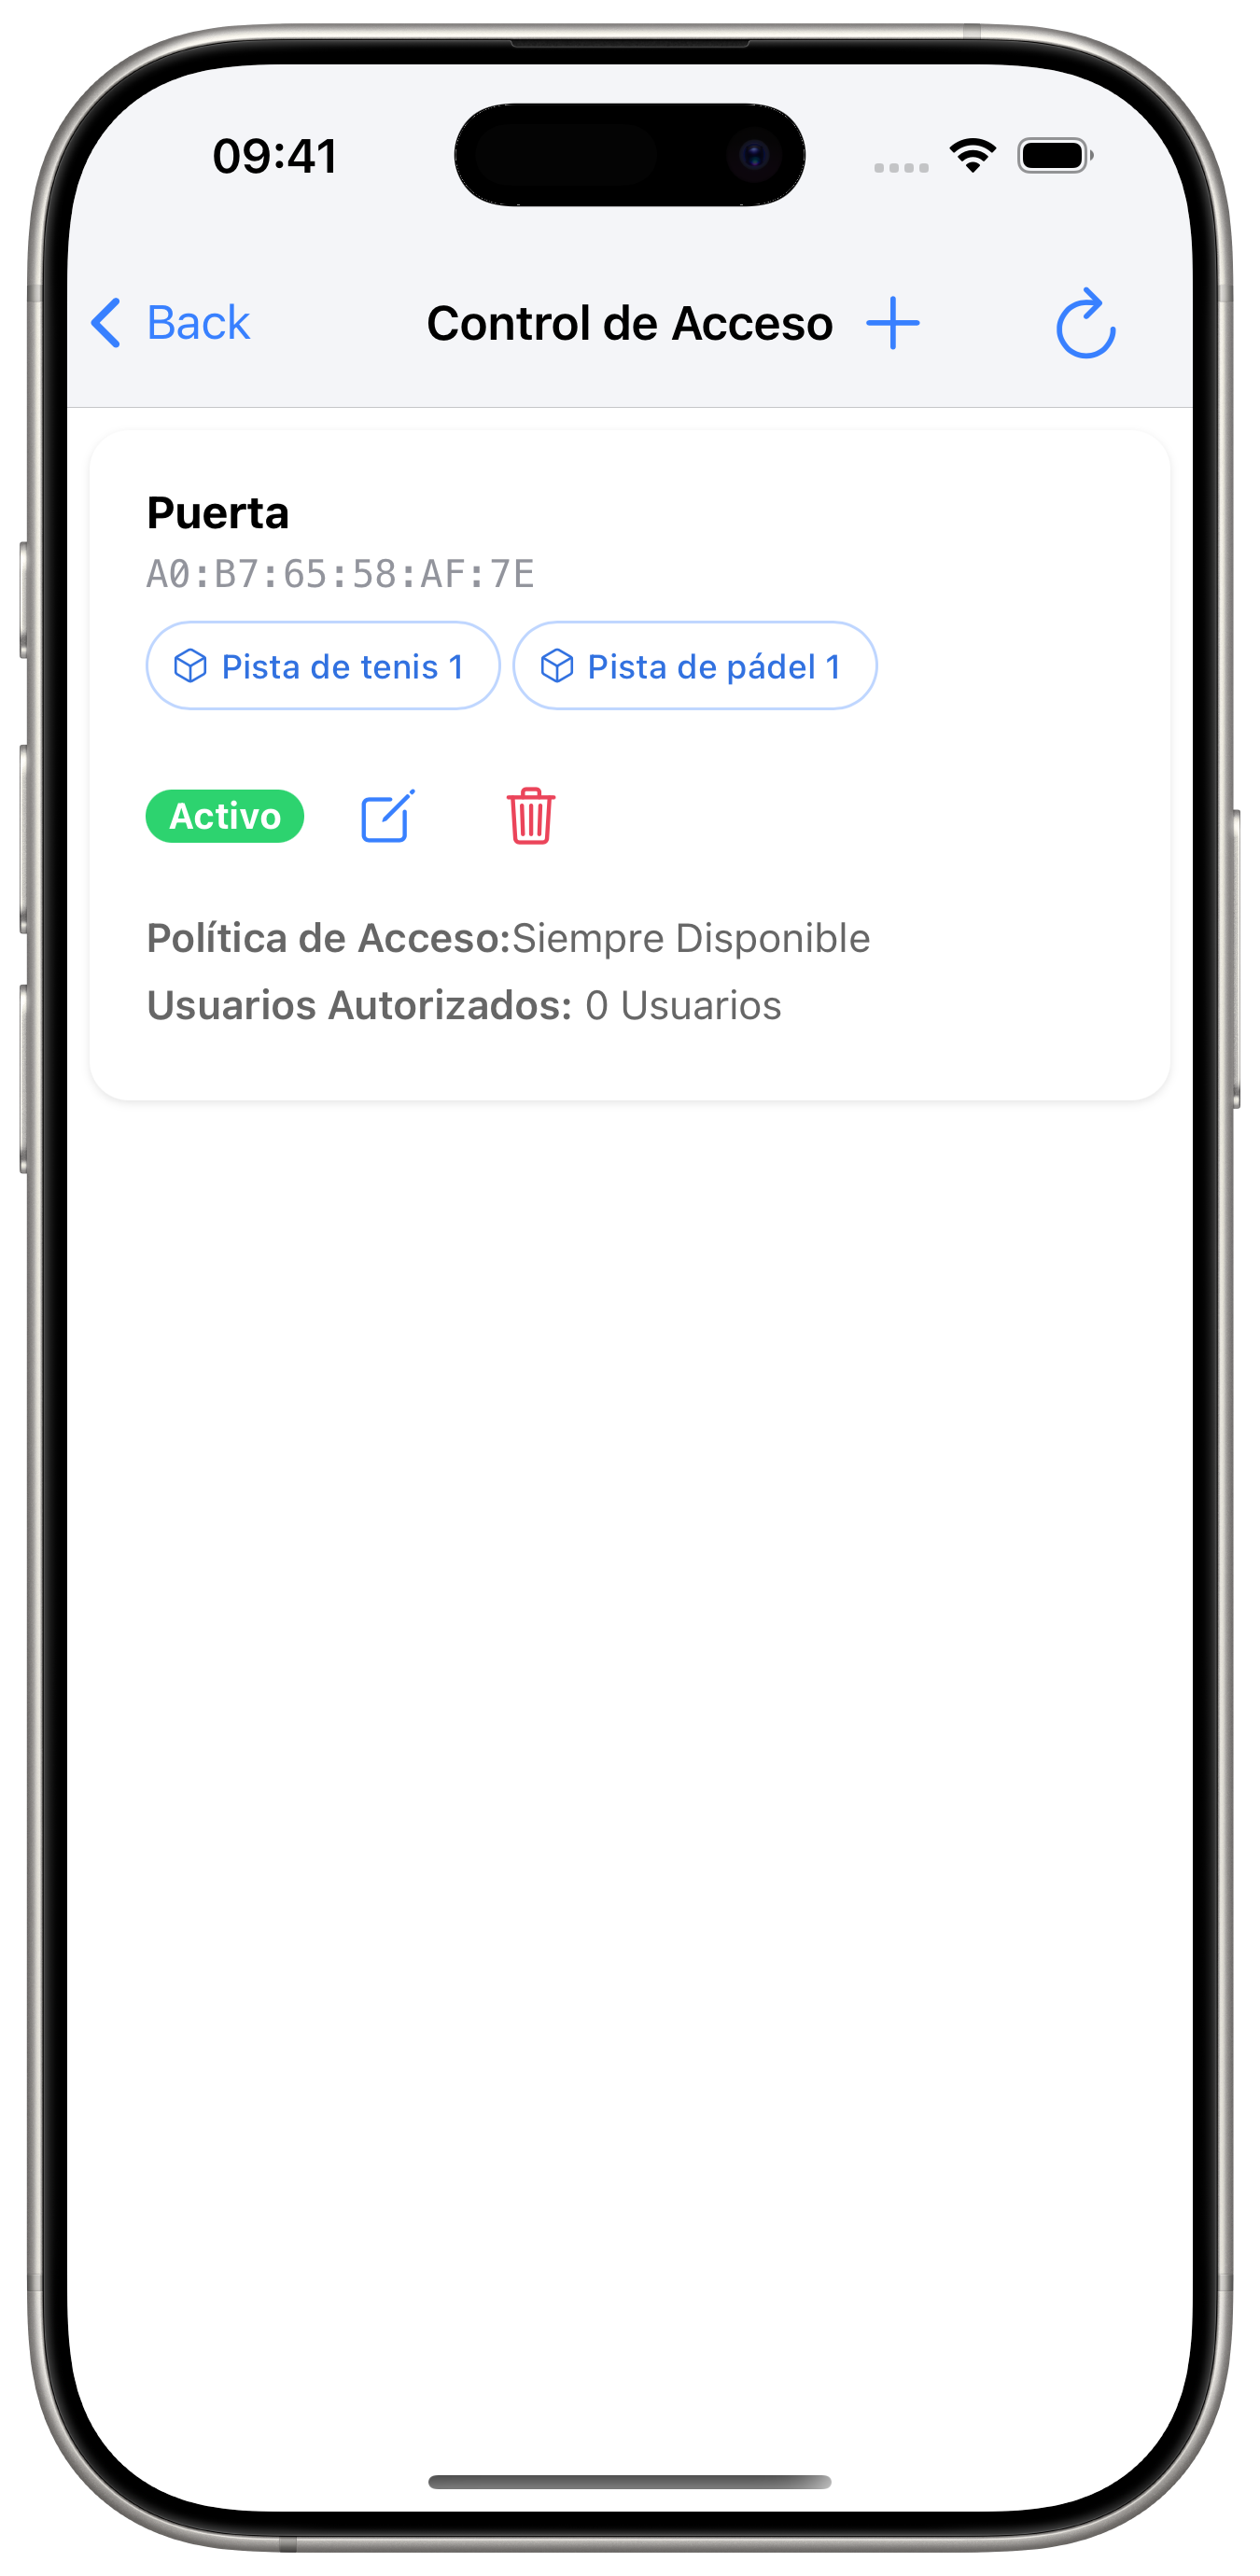 09:41
Back Control de Acceso
Puerta
A0:B7:65:58:AF:7E
Pista de tenis 1 Pista de pádel 1
Activo
Política de Acceso:Siempre Disponible
Usuarios Autorizados: 0 Usuarios